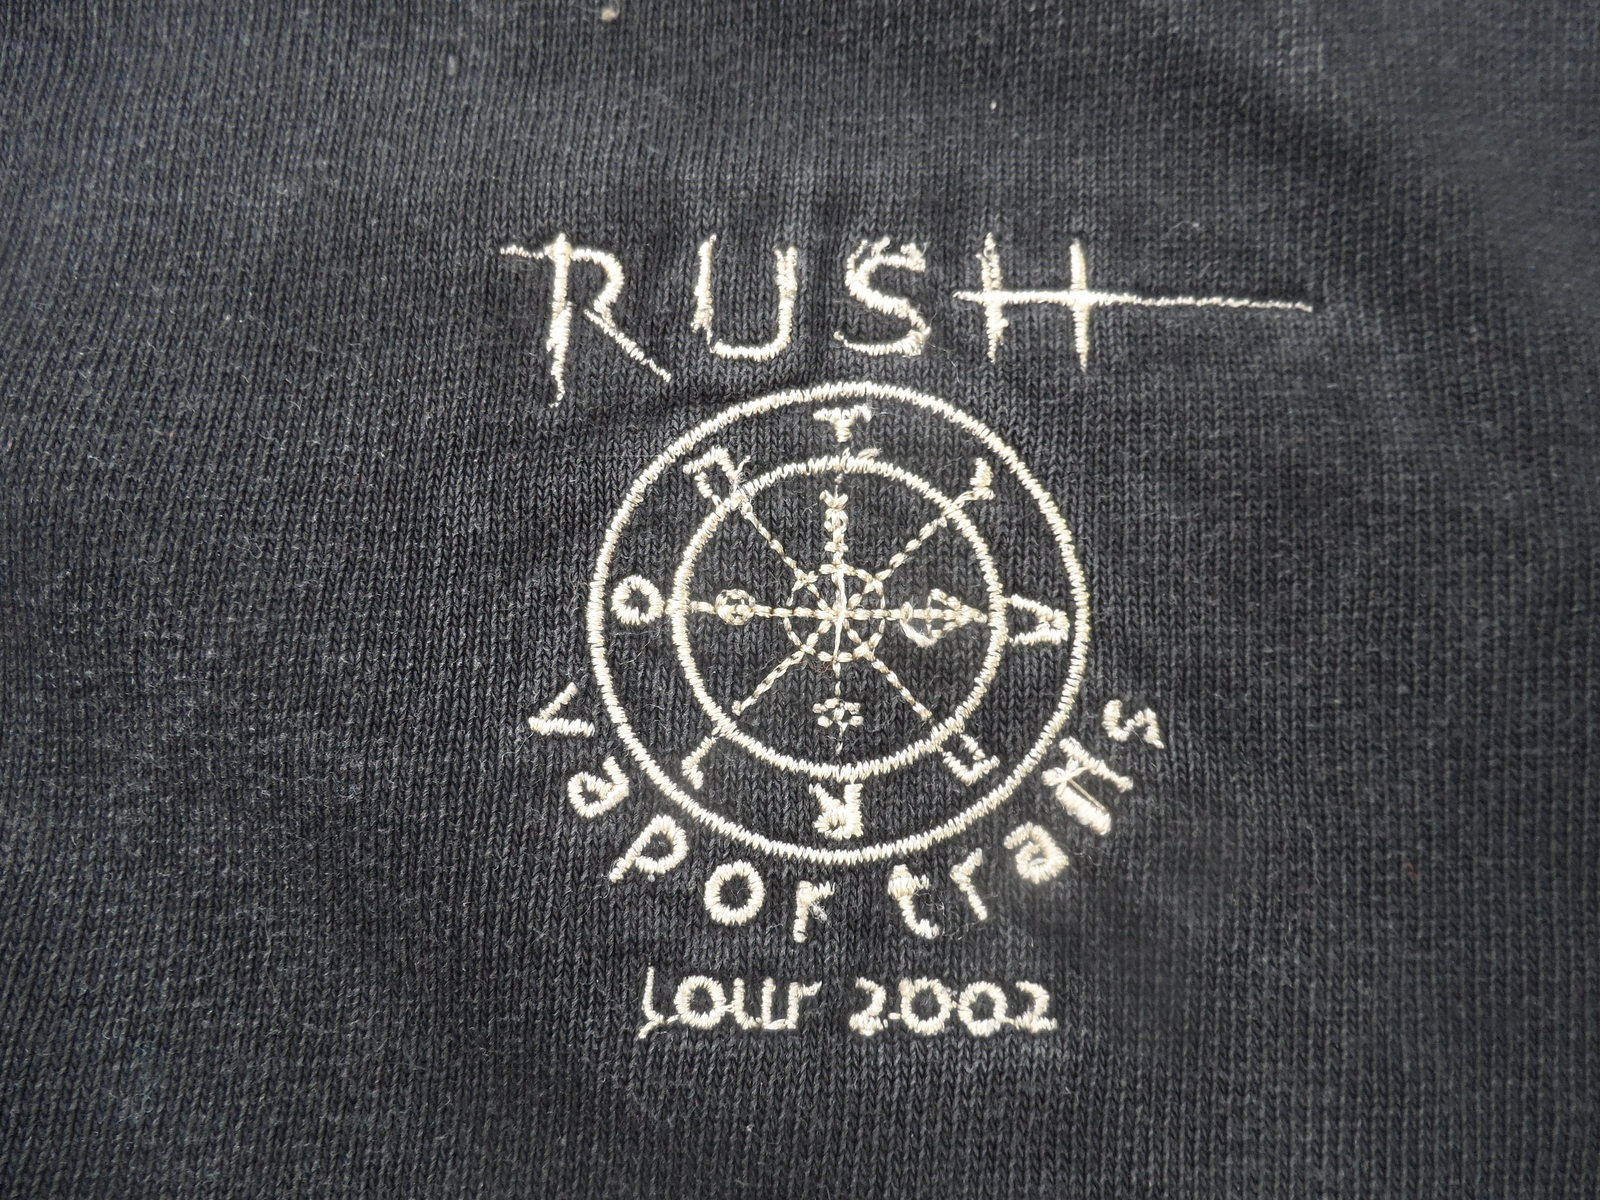 RUSH
T A R O
vapor trails
tour 2002